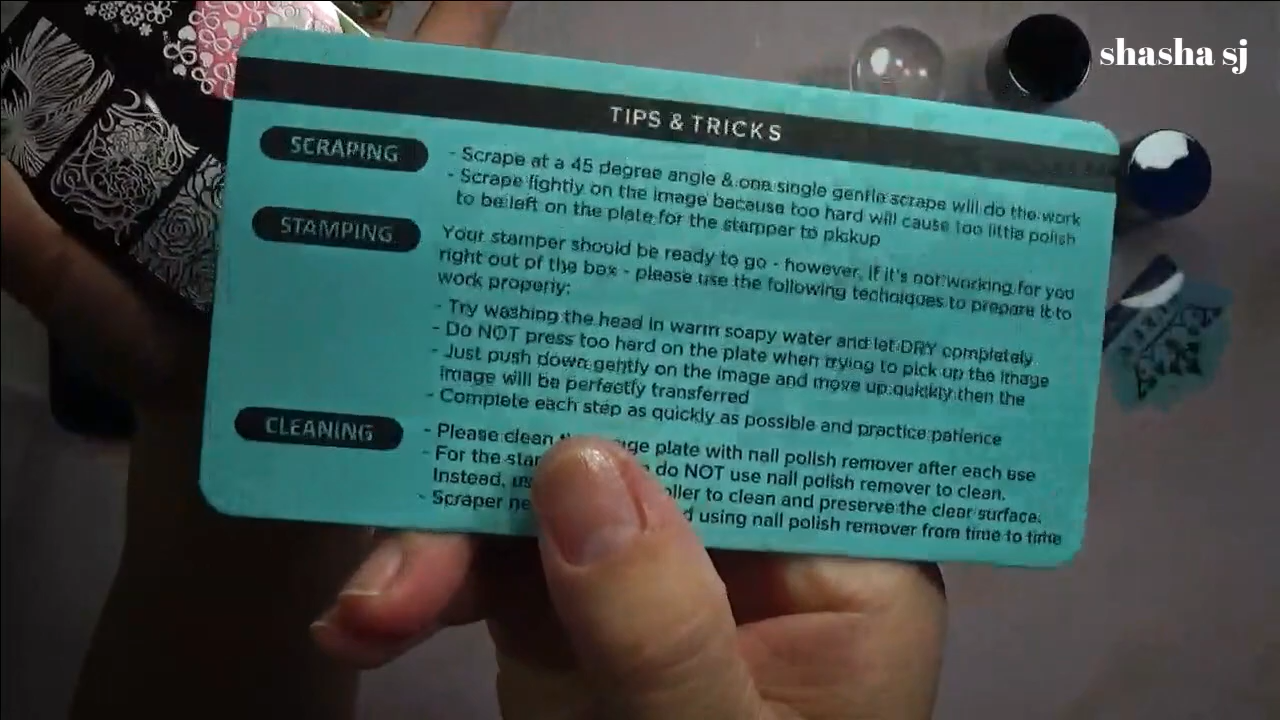 shasha sj
TIPS & TRICKS
SCRAPING
- Scrape at a 45 degree angle & one single gentle scrape will do the work
- Scrape lightly on the image because too hard will cause too little polish
to be left on the plate for the stamper to pickup
STAMPING
Your stamper should be ready to go - however, if it's not working for you
right out of the box - please use the following techniques to prepare it to
work properly:
- Try washing the head in warm soapy water and let DRY completely
- Do NOT press too hard on the plate when trying to pick up the image
- Just push down gently on the image and move up quickly then the
image will be perfectly transferred
- Complete each step as quickly as possible and practice patience
CLEANING
- Please clean plate with nail polish remover after each use
- For the do NOT use nail polish remover to clean.
Instead, to clean and preserve the clear surface.
- Scraper using nail polish remover from time to time